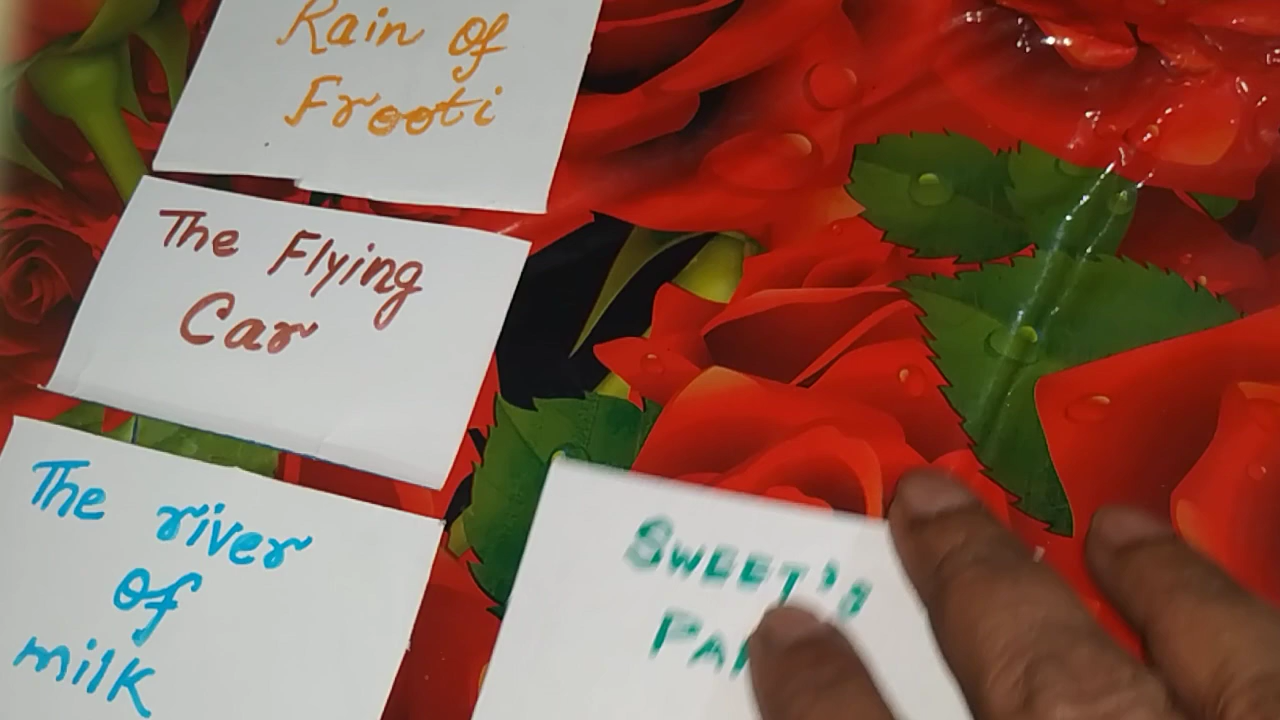 Rain Of
Frooti
The Flying
Car
The river
Of
milk
SWEET'S